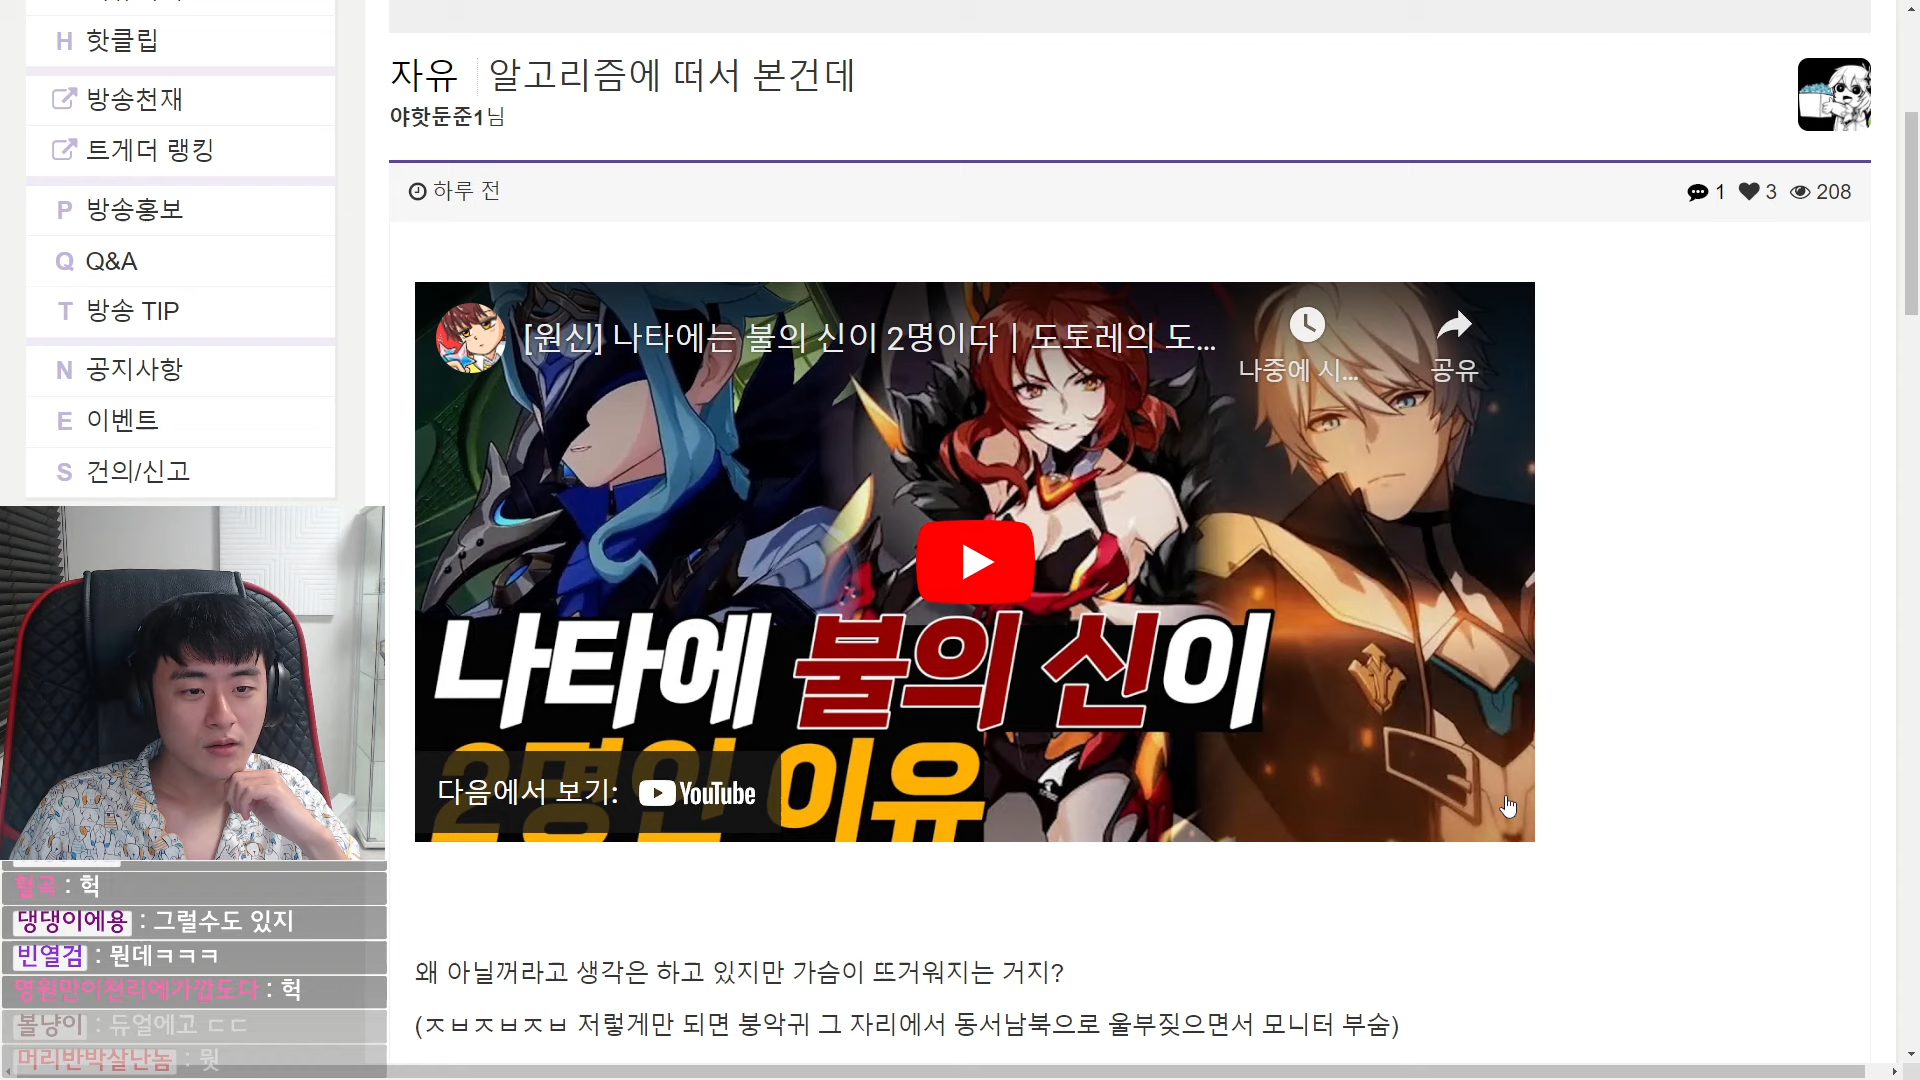 H 핫클립
방송천재
트게더 랭킹
P 방송홍보
Q Q&A
T 방송 TIP
N 공지사항
E 이벤트
S 건의/신고
자유 알고리즘에 떠서 본건데
야핫둔준1님
하루 전
1 3 208
[원신] 나타에는 불의 신이 2명이다 | 도토레의 도...
나중에 시...
공유
나타에 불의 신이
2명인 이유
다음에서 보기: YouTube
왜 아닐꺼라고 생각은 하고 있지만 가슴이 뜨거워지는 거지?
(ㅈㅂㅈㅂㅈㅂ 저렇게만 되면 붕악귀 그 자리에서 동서남북으로 울부짖으면서 모니터 부숨)
혈곡 : 헉
댕댕이에용 : 그럴수도 있지
빈열검 : 뭔데ㅋㅋㅋ
영원만이천리에가깝도다 : 헉
볼냥이 : 듀얼에고 ㄷㄷ
머리반박살난놈 : 뭣